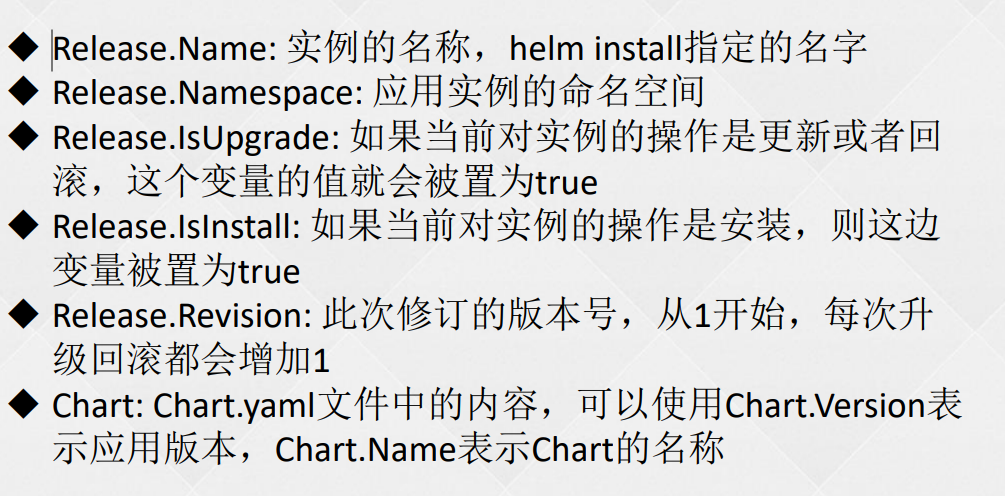 ◆ Release.Name: 实例的名称，helm install指定的名字
◆ Release.Namespace: 应用实例的命名空间
◆ Release.IsUpgrade: 如果当前对实例的操作是更新或者回
滚，这个变量的值就会被置为true
◆ Release.IsInstall: 如果当前对实例的操作是安装，则这边
变量被置为true
◆ Release.Revision: 此次修订的版本号，从1开始，每次升
级回滚都会增加1
◆ Chart: Chart.yaml文件中的内容，可以使用Chart.Version表
示应用版本，Chart.Name表示Chart的名称